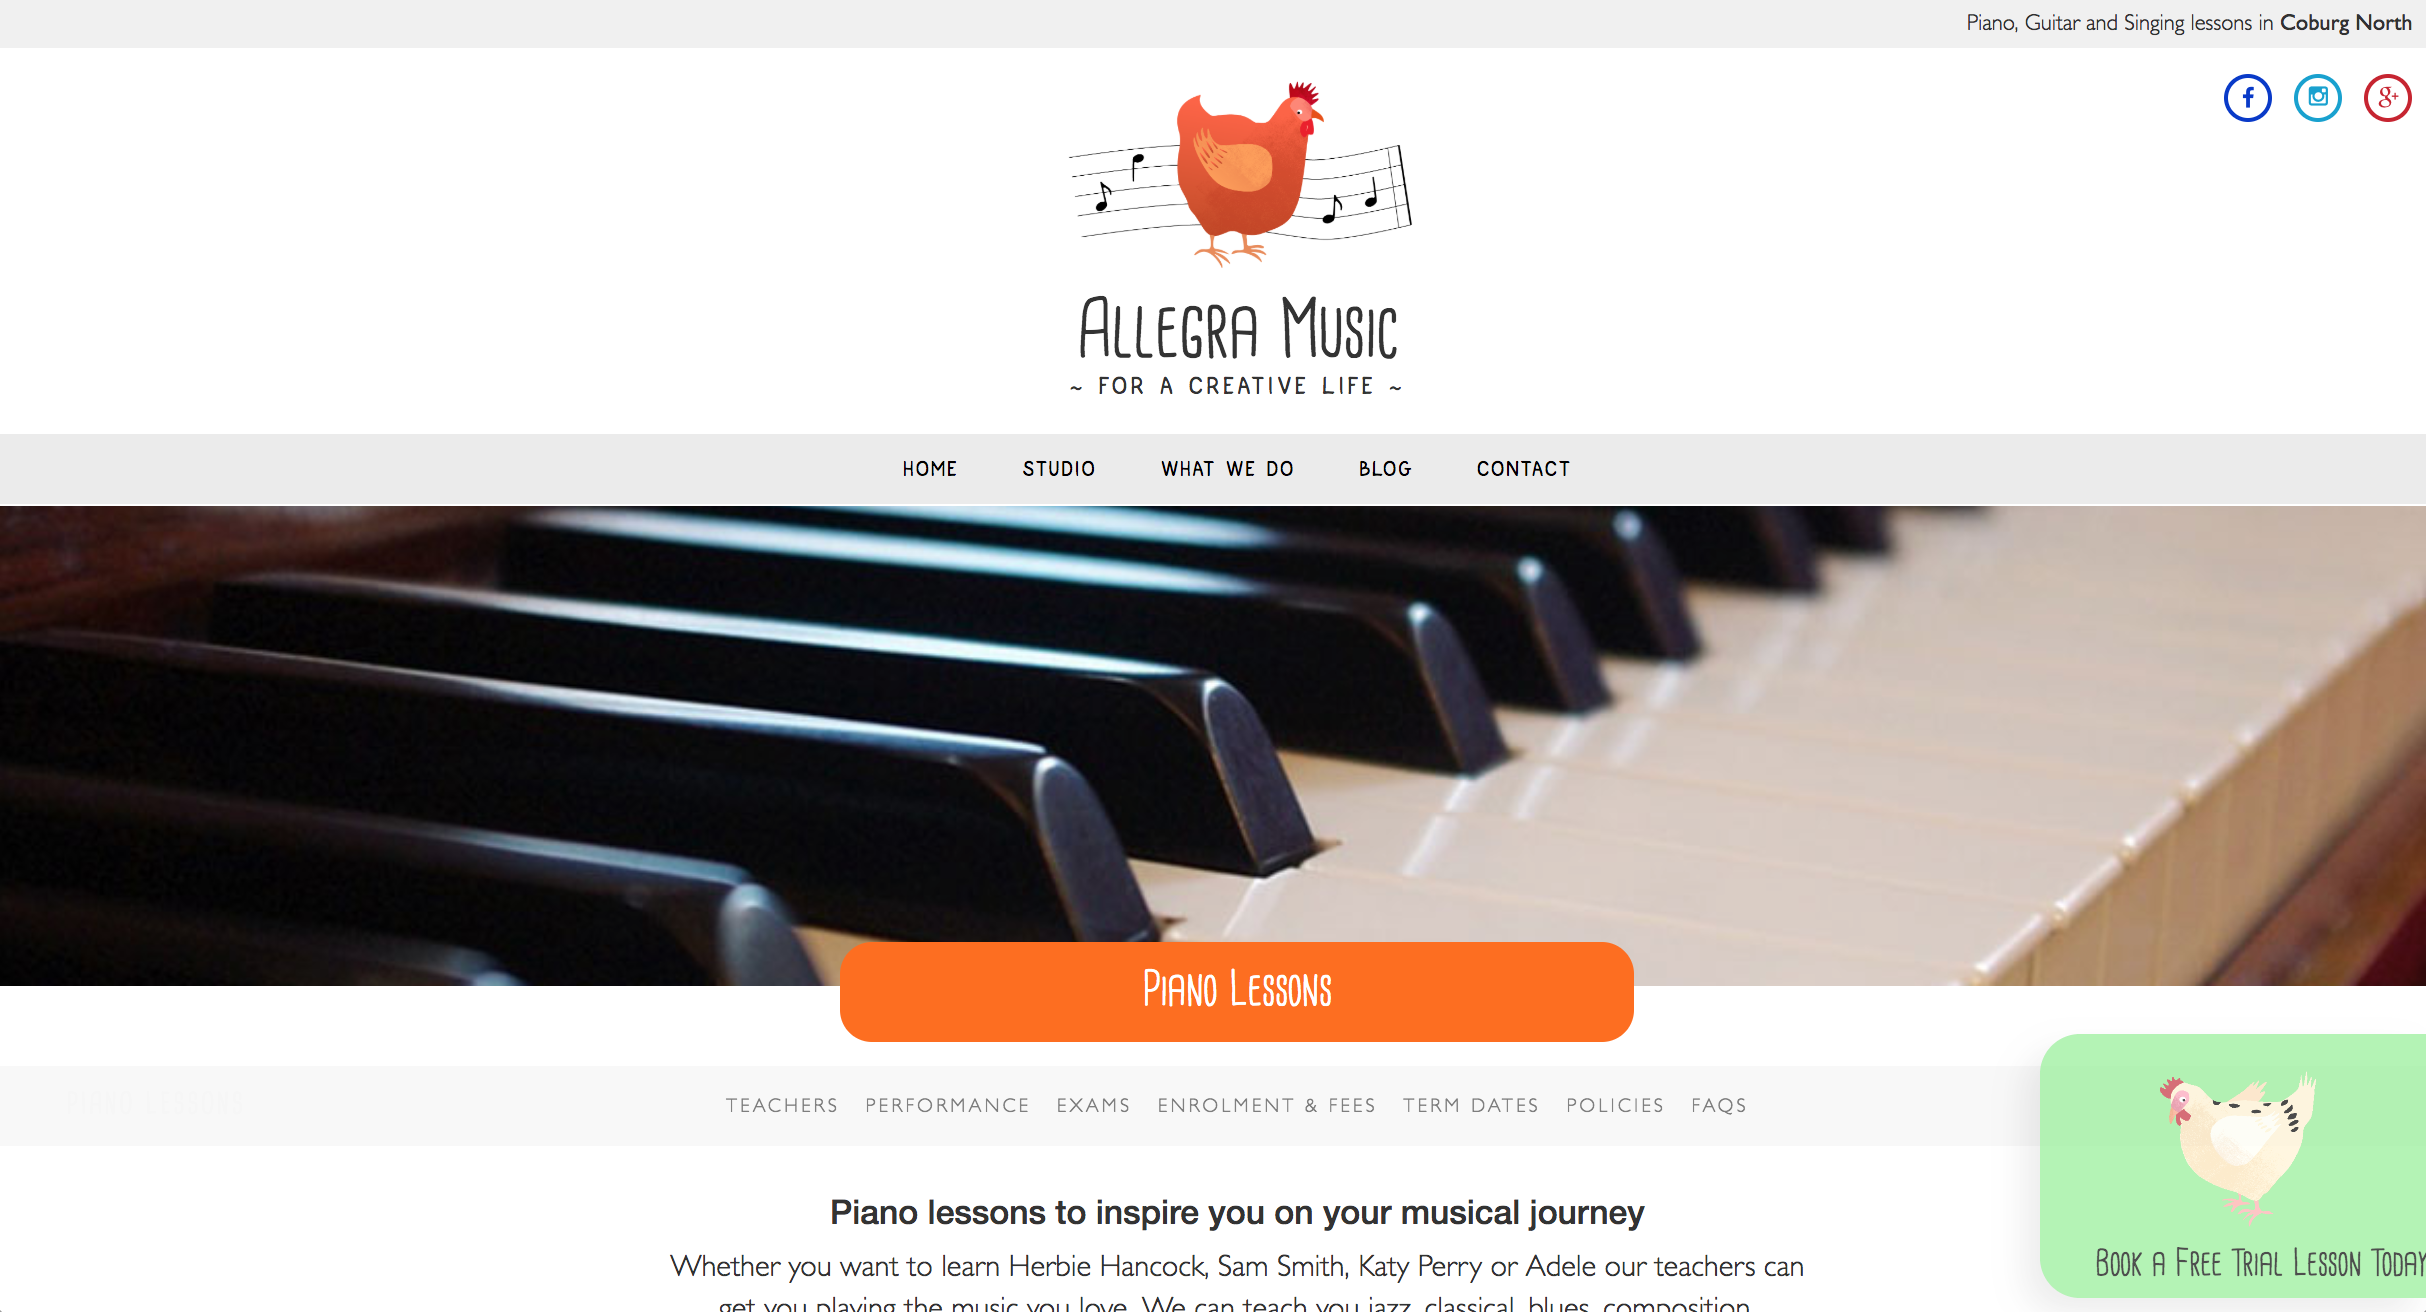 Piano, Guitar and Singing lessons in Coburg North
ALLEGRA MUSIC
~ FOR A CREATIVE LIFE ~
HOME STUDIO WHAT WE DO BLOG CONTACT
PIANO LESSONS
TEACHERS PERFORMANCE EXAMS ENROLMENT & FEES TERM DATES POLICIES FAQS
Piano lessons to inspire you on your musical journey
Whether you want to learn Herbie Hancock, Sam Smith, Katy Perry or Adele our teachers can
get you playing the music you love. We can teach you jazz, classical, blues, composition,
BOOK A FREE TRIAL LESSON TODAY